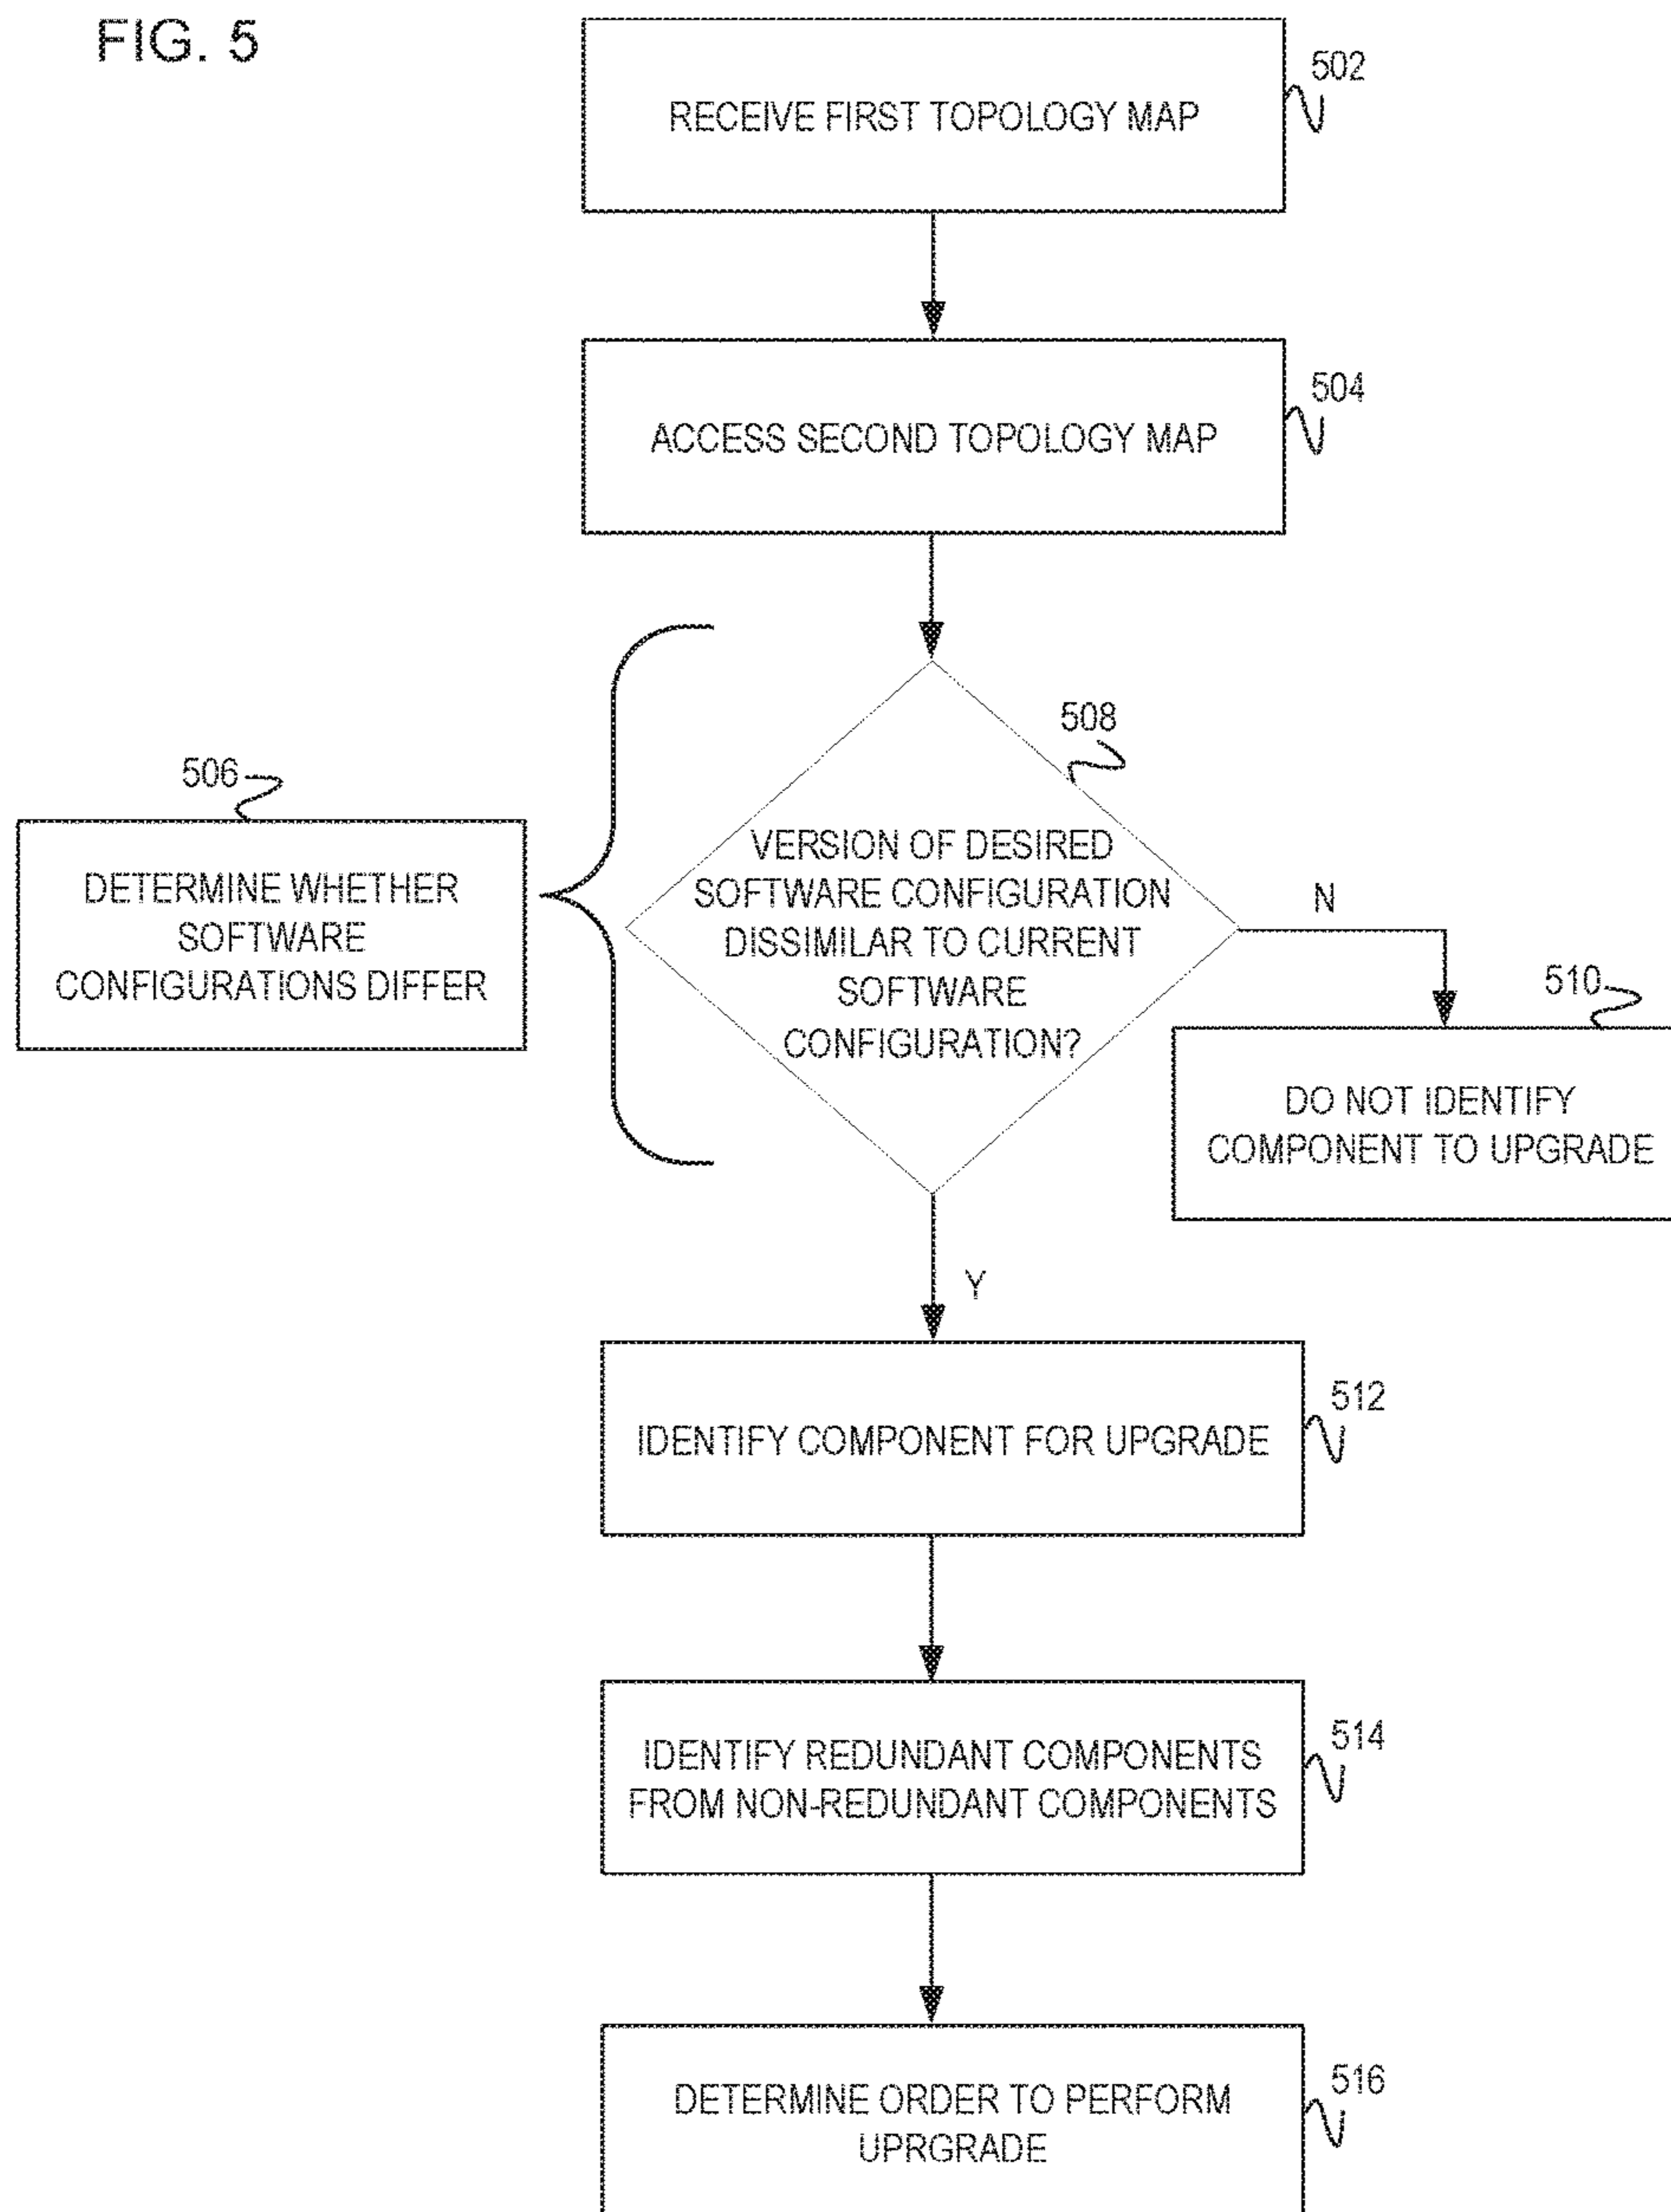 FIG. 5
RECEIVE FIRST TOPOLOGY MAP
502
ACCESS SECOND TOPOLOGY MAP
504
506
DETERMINE WHETHER
SOFTWARE
CONFIGURATIONS DIFFER
508
VERSION OF DESIRED
SOFTWARE CONFIGURATION
DISSIMILAR TO CURRENT
SOFTWARE
CONFIGURATION?
N
510
DO NOT IDENTIFY
COMPONENT TO UPGRADE
Y
IDENTIFY COMPONENT FOR UPGRADE
512
IDENTIFY REDUNDANT COMPONENTS
FROM NON-REDUNDANT COMPONENTS
514
DETERMINE ORDER TO PERFORM
UPRGRADE
516